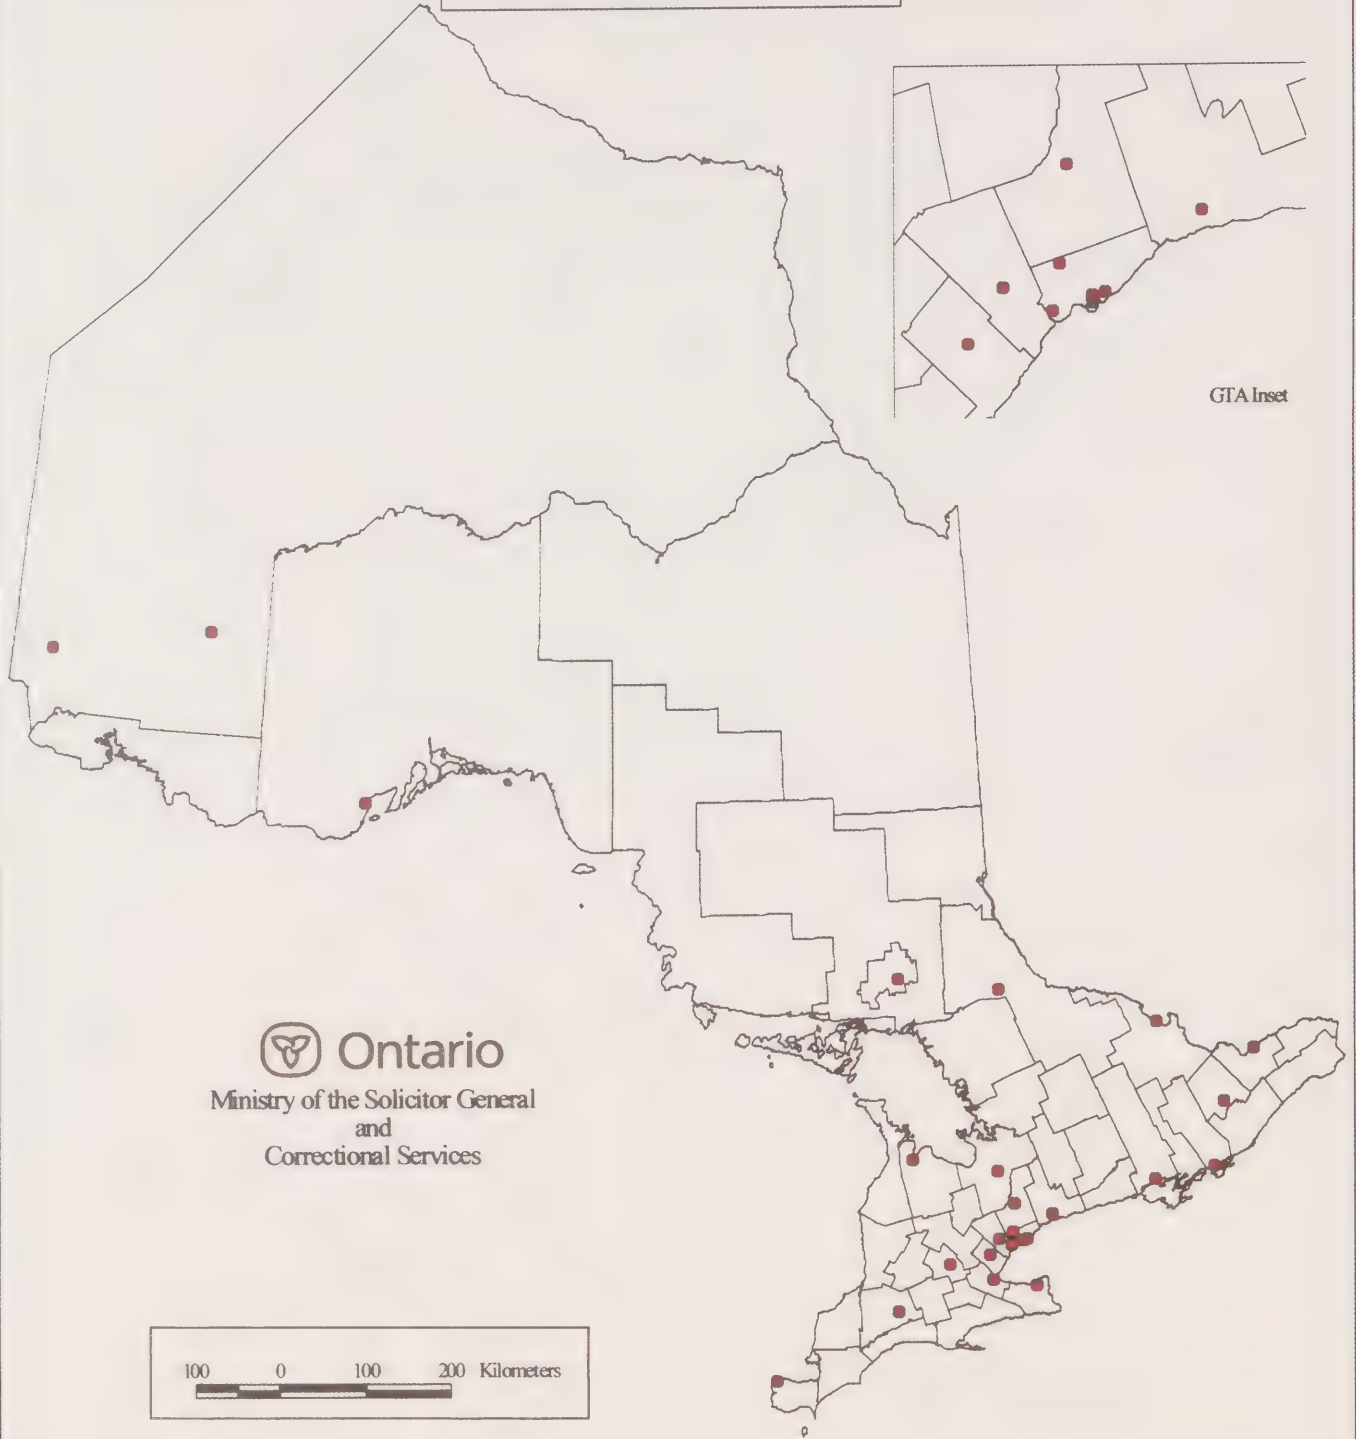 GTA Inset
Ontario
Ministry of the Solicitor General
and
Correctional Services
100 0 100 200 Kilometers